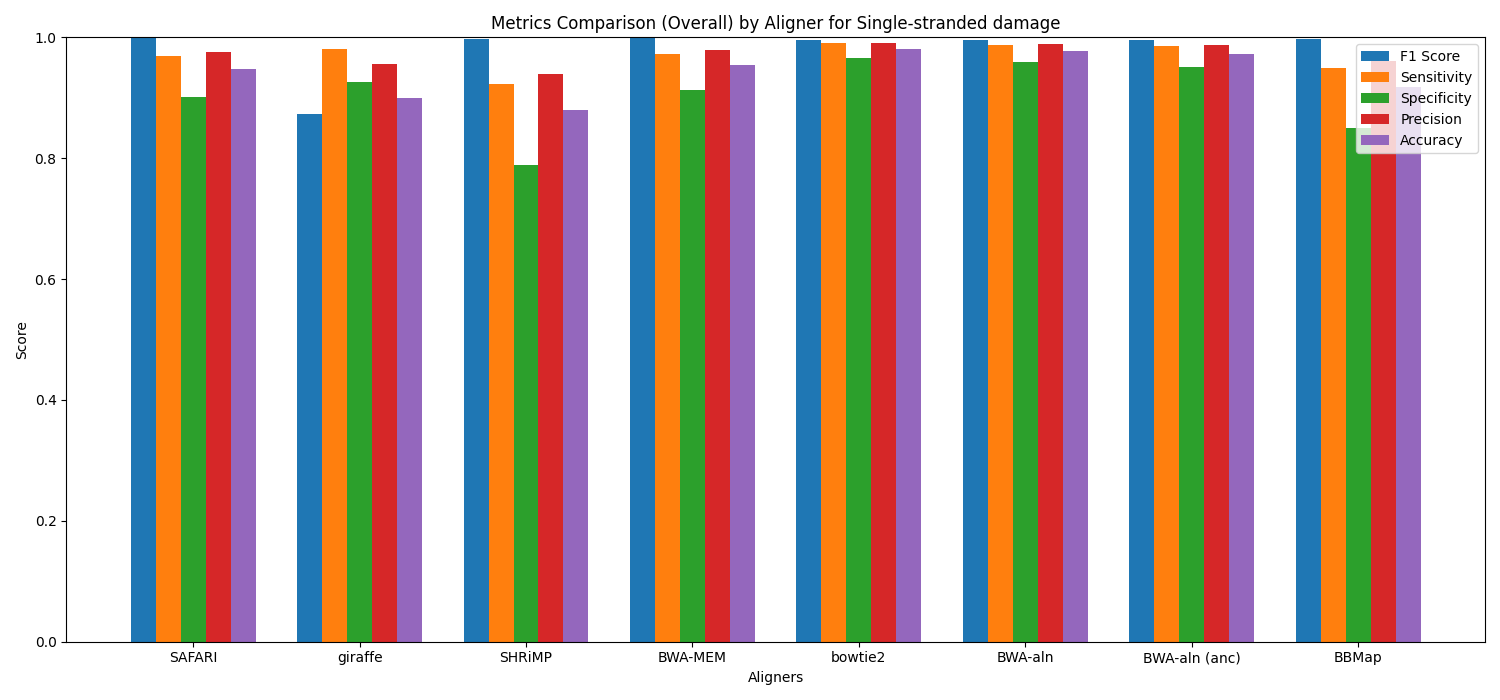 Metrics Comparison (Overall) by Aligner for Single-stranded damage
1.0
0.8
0.6
0.4
0.2
0.0
Score
F1 Score
Sensitivity
Specificity
Precision
Accuracy
SAFARI giraffe SHRiMP BWA-MEM bowtie2 BWA-aln BWA-aln (anc) BBMap
Aligners